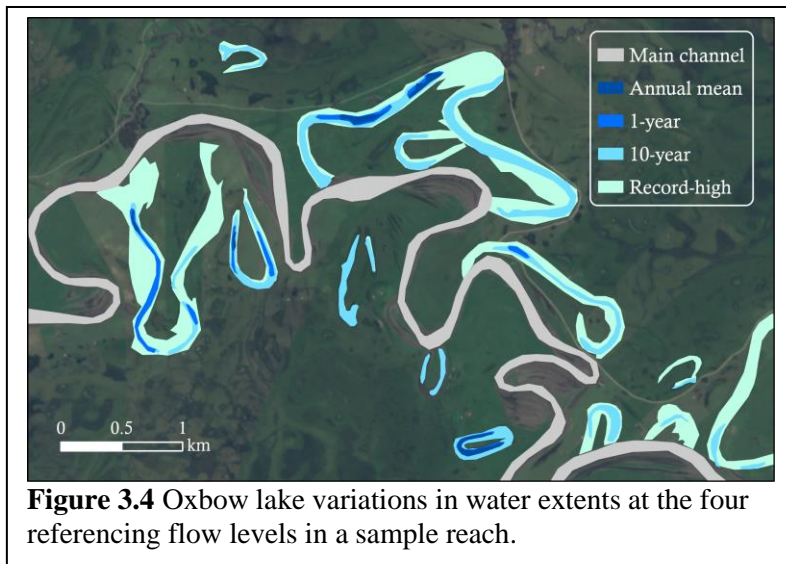 Main channel
Annual mean
1-year
10-year
Record-high
0 0.5 1
km
Figure 3.4 Oxbow lake variations in water extents at the four
referencing flow levels in a sample reach.